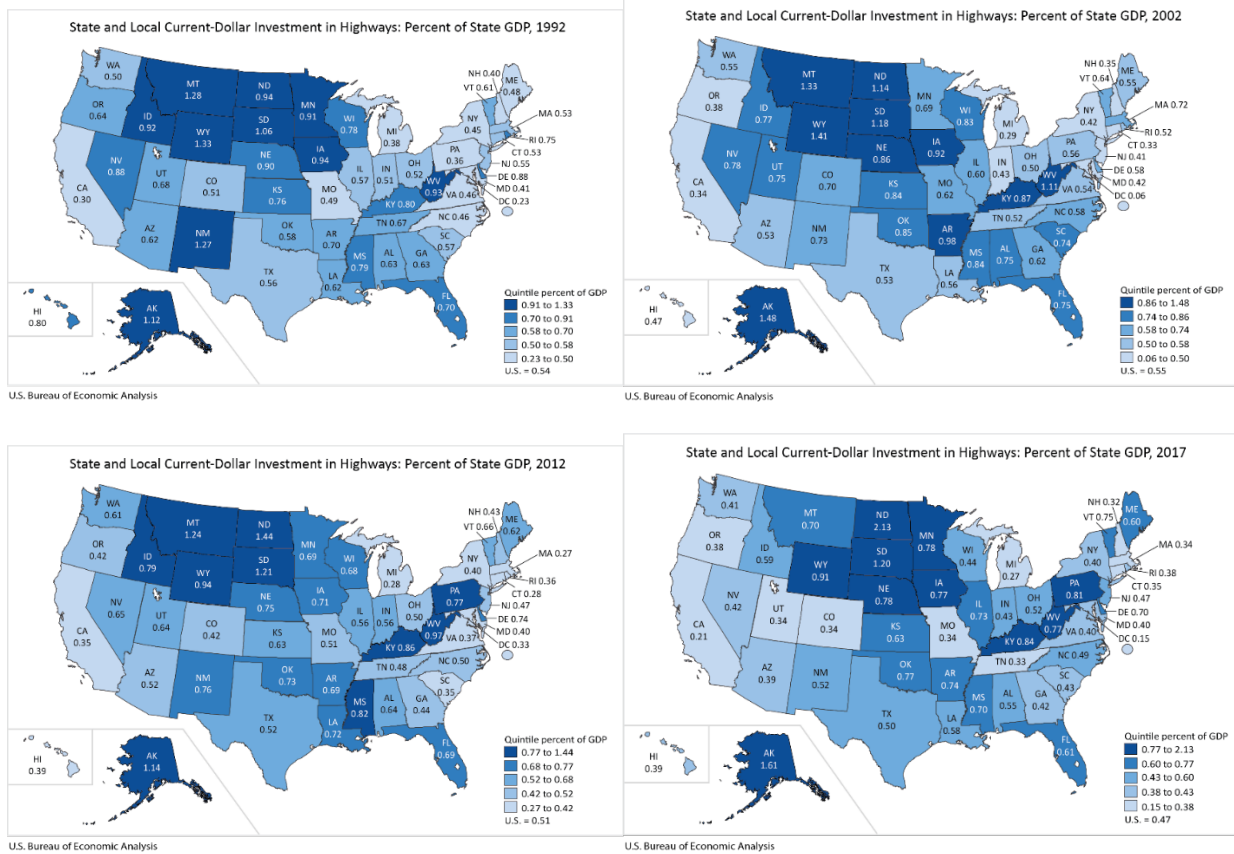 State and Local Current-Dollar Investment in Highways: Percent of State GDP, 1992
WA
0.50
OR
0.64
CA
0.30
ID
0.92
NV
0.88
MT
1.28
WY
1.33
UT
0.68
AZ
0.62
CO
0.51
NM
1.27
ND
0.94
SD
1.06
NE
0.90
KS
0.76
OK
0.58
TX
0.56
MN
0.91
IA
0.94
MO
0.49
AR
0.70
LA
0.62
WI
0.78
IL
0.57
MI
0.38
IN
0.51
OH
0.52
KY 0.80
TN 0.67
MS
0.79
AL
0.63
GA
0.63
FL
0.70
SC
0.57
NC 0.46
VA 0.46
WV
0.93
PA
0.36
NY
0.45
ME
0.48
NH 0.40
VT 0.61
MA 0.53
RI 0.75
CT 0.53
NJ 0.55
DE 0.88
MD 0.41
DC 0.23
HI
0.80
AK
1.12
Quintile percent of GDP
0.91 to 1.33
0.70 to 0.91
0.58 to 0.70
0.50 to 0.58
0.23 to 0.50
U.S. = 0.54
U.S. Bureau of Economic Analysis
State and Local Current-Dollar Investment in Highways: Percent of State GDP, 2002
WA
0.55
OR
0.38
CA
0.34
ID
0.77
NV
0.78
MT
1.33
WY
1.41
UT
0.75
AZ
0.53
CO
0.70
NM
0.73
ND
1.14
SD
1.18
NE
0.86
KS
0.84
OK
0.85
TX
0.53
MN
0.69
IA
0.92
MO
0.62
AR
0.98
LA
0.56
WI
0.83
IL
0.60
MI
0.29
IN
0.43
OH
0.50
KY 0.87
TN 0.52
MS
0.84
AL
0.75
GA
0.62
FL
0.75
SC
0.74
NC 0.58
VA 0.54
WV
1.11
PA
0.56
NY
0.42
ME
0.55
NH 0.35
VT 0.64
MA 0.72
RI 0.52
CT 0.33
NJ 0.41
DE 0.58
MD 0.42
DC 0.06
HI
0.47
AK
1.48
Quintile percent of GDP
0.86 to 1.48
0.74 to 0.86
0.58 to 0.74
0.50 to 0.58
0.06 to 0.50
U.S. = 0.55
U.S. Bureau of Economic Analysis
State and Local Current-Dollar Investment in Highways: Percent of State GDP, 2012
WA
0.61
OR
0.42
CA
0.35
ID
0.79
NV
0.65
MT
1.24
WY
0.94
UT
0.64
AZ
0.52
CO
0.42
NM
0.76
ND
1.44
SD
1.21
NE
0.75
KS
0.63
OK
0.73
TX
0.52
MN
0.69
IA
0.71
MO
0.51
AR
0.69
LA
0.72
WI
0.68
IL
0.56
MI
0.28
IN
0.56
OH
0.50
KY 0.86
TN 0.48
MS
0.82
AL
0.64
GA
0.44
FL
0.69
SC
0.35
NC 0.50
VA 0.37
WV
0.97
PA
0.77
NY
0.40
ME
0.62
NH 0.43
VT 0.66
MA 0.27
RI 0.36
CT 0.28
NJ 0.47
DE 0.74
MD 0.40
DC 0.33
HI
0.39
AK
1.14
Quintile percent of GDP
0.77 to 1.44
0.68 to 0.77
0.52 to 0.68
0.42 to 0.52
0.27 to 0.42
U.S. = 0.51
U.S. Bureau of Economic Analysis
State and Local Current-Dollar Investment in Highways: Percent of State GDP, 2017
WA
0.41
OR
0.38
CA
0.21
ID
0.59
NV
0.42
MT
0.70
WY
0.91
UT
0.34
AZ
0.39
CO
0.34
NM
0.52
ND
2.13
SD
1.20
NE
0.78
KS
0.63
OK
0.77
TX
0.50
MN
0.78
IA
0.77
MO
0.34
AR
0.74
LA
0.58
WI
0.44
IL
0.73
MI
0.27
IN
0.43
OH
0.52
KY 0.84
TN 0.33
MS
0.70
AL
0.55
GA
0.42
FL
0.61
SC
0.43
NC 0.49
VA 0.40
WV
0.77
PA
0.81
NY
0.40
ME
0.60
NH 0.32
VT 0.75
MA 0.34
RI 0.38
CT 0.35
NJ 0.47
DE 0.70
MD 0.40
DC 0.15
HI
0.39
AK
1.61
Quintile percent of GDP
0.77 to 2.13
0.60 to 0.77
0.43 to 0.60
0.38 to 0.43
0.15 to 0.38
U.S. = 0.47
U.S. Bureau of Economic Analysis